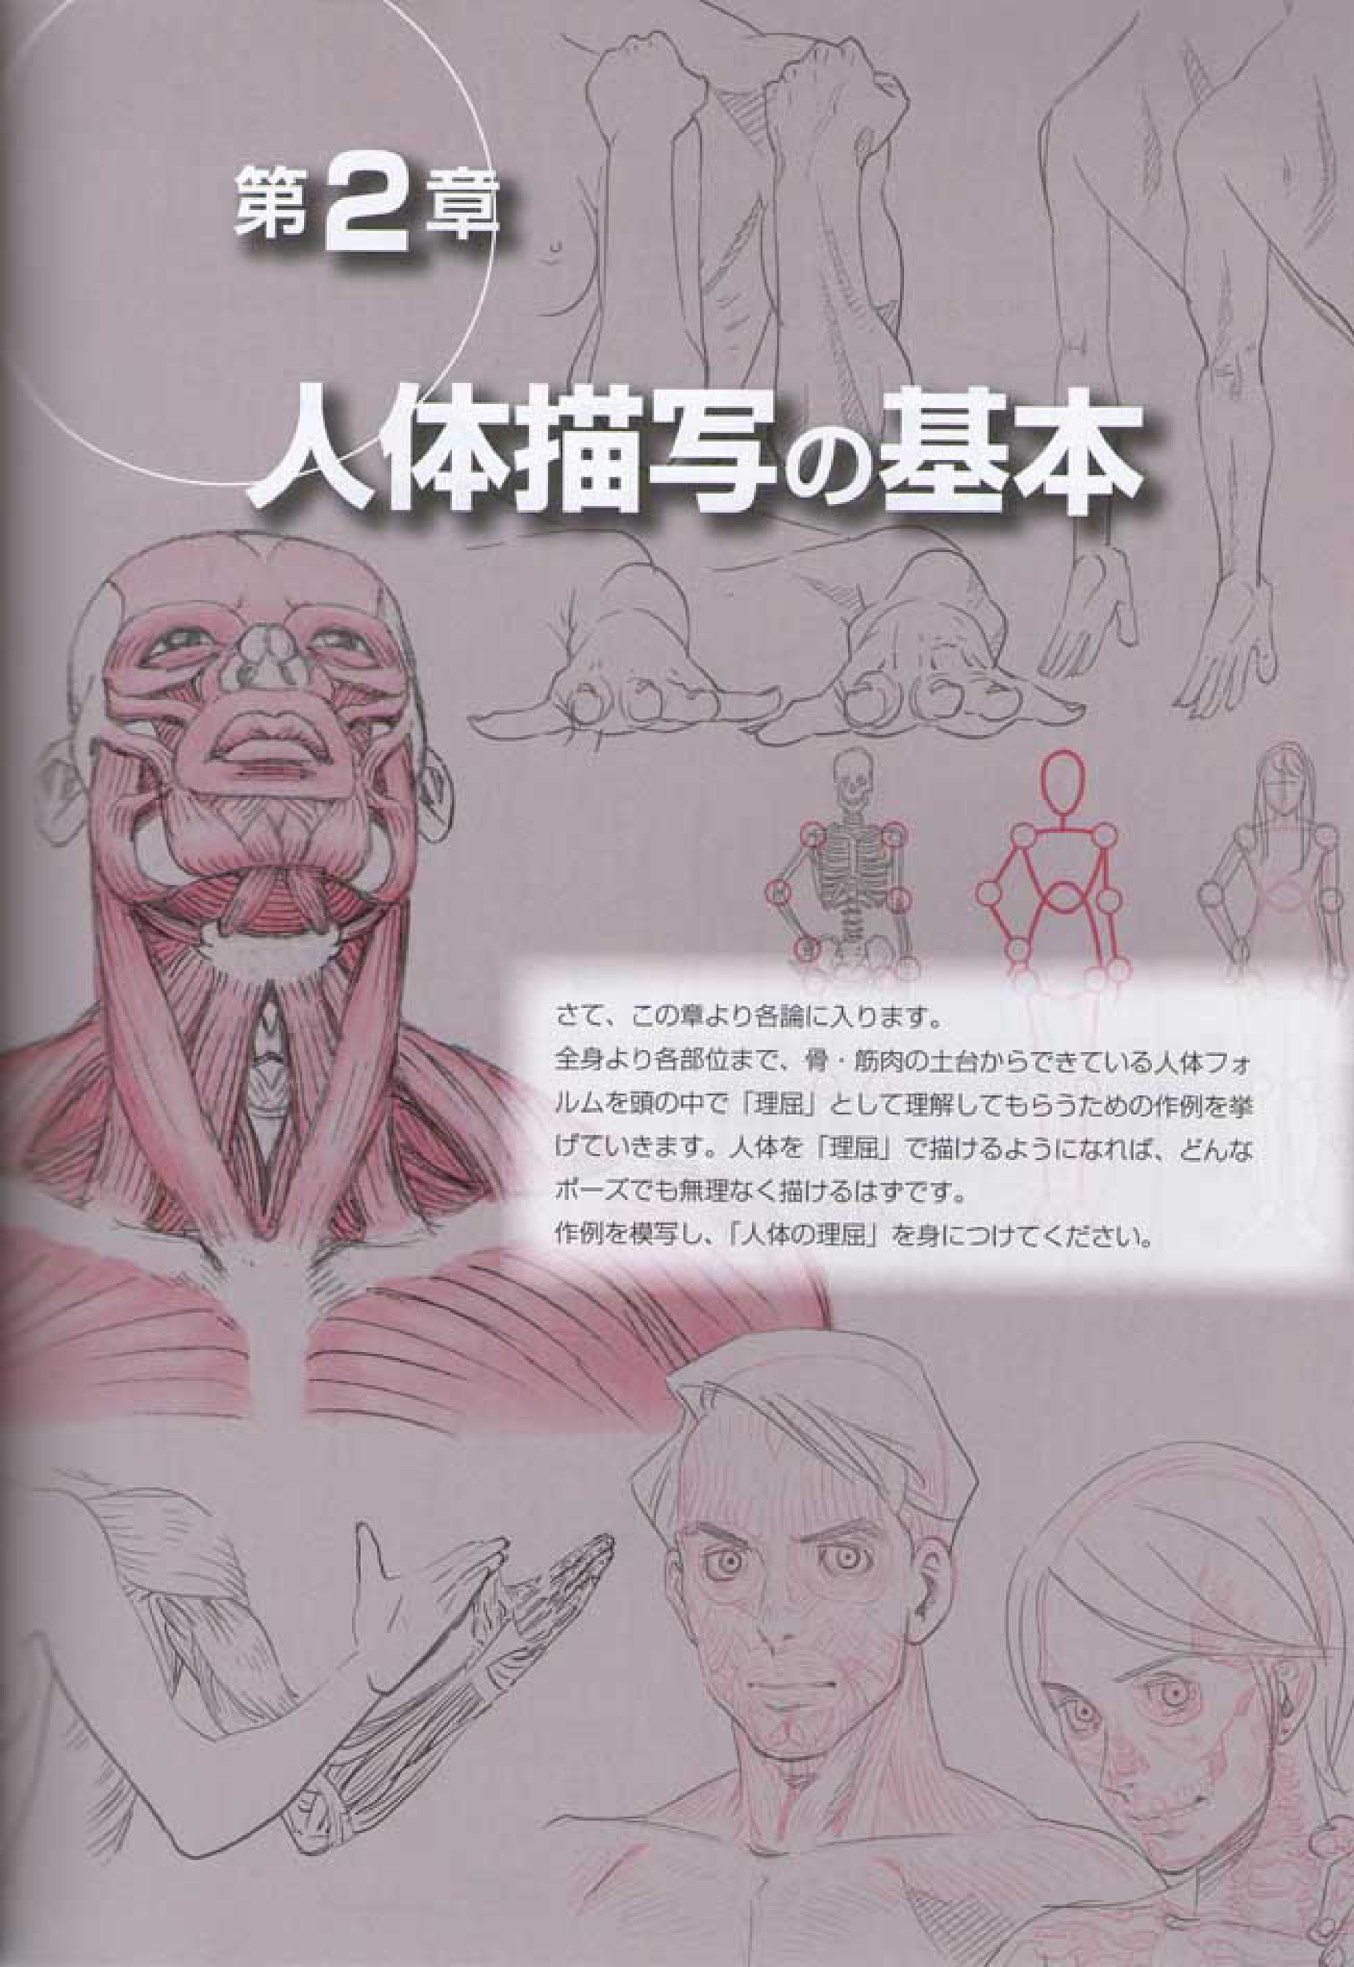 第2章
人体描写の基本
さて、この章より各論に入ります。
全身より各部位まで、骨・筋肉の土台からできている人体フォ
ルムを頭の中で「理屈」として理解してもらうための作例を挙
げていきます。人体を「理屈」で描けるようになれば、どんな
ポーズでも無理なく描けるはずです。
作例を模写し、「人体の理屈」を身につけてください。